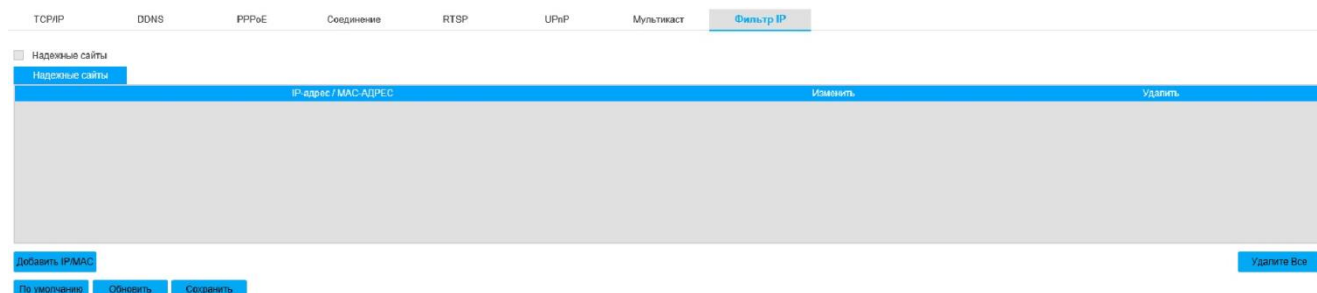 TCP/IP DDNS PPPoE Соединение RTSP UPnP Мультикаст Фильтр IP
Надежные сайты
Надежные сайты
IP-адрес / MAC-АДРЕС Изменить Удалить
Добавить IP/MAC Удалите Все
По умолчанию Обновить Сохранить